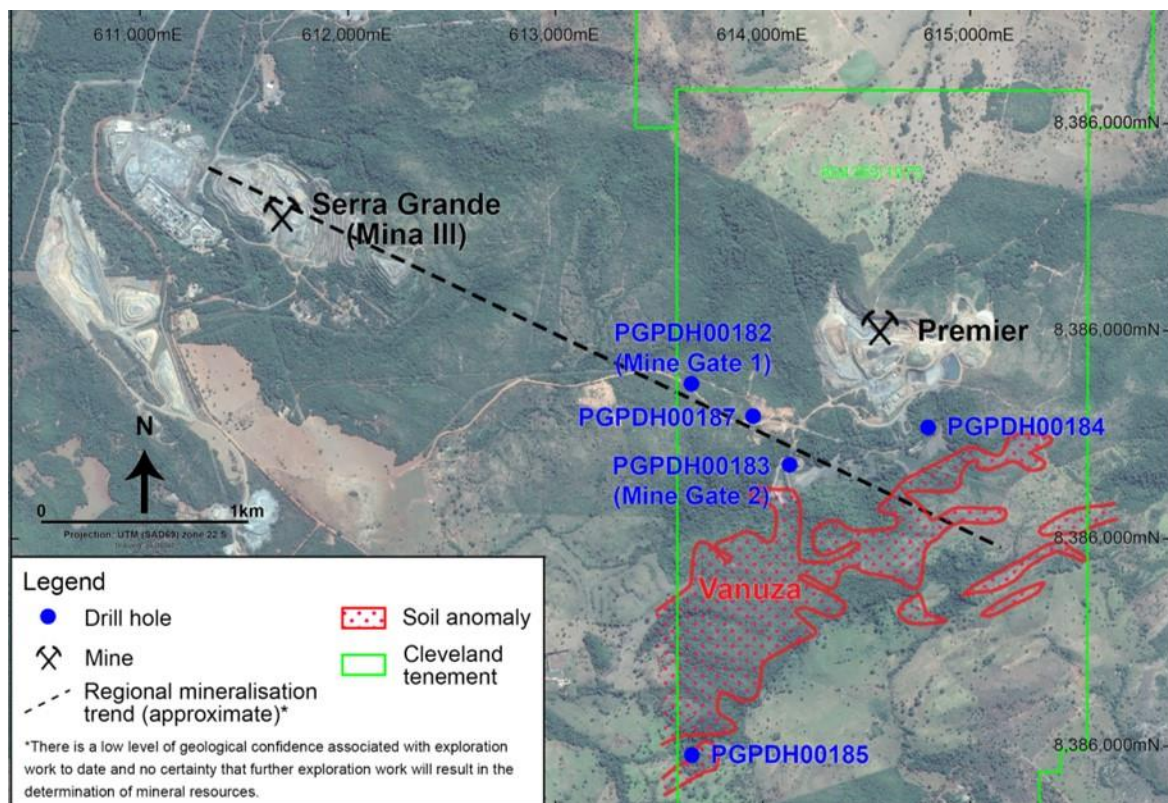 611,000mE
612,000mE
613,000mE
614,000mE
615,000mE
8,386,000mN
Serra Grande
(Mina III)
8,386,000mN
Premier
PGPDH00182
(Mine Gate 1)
PGPDH00187
PGPDH00184
PGPDH00183
(Mine Gate 2)
N
0
1km
Projection: UTM (SAD69) zone 22 S
8,386,000mN
Vanuza
8,386,000mN
PGPDH00185
Legend
Drill hole
Mine
Regional mineralisation
trend (approximate)*
Soil anomaly
Cleveland
tenement
*There is a low level of geological confidence associated with exploration
work to date and no certainty that further exploration work will result in the
determination of mineral resources.